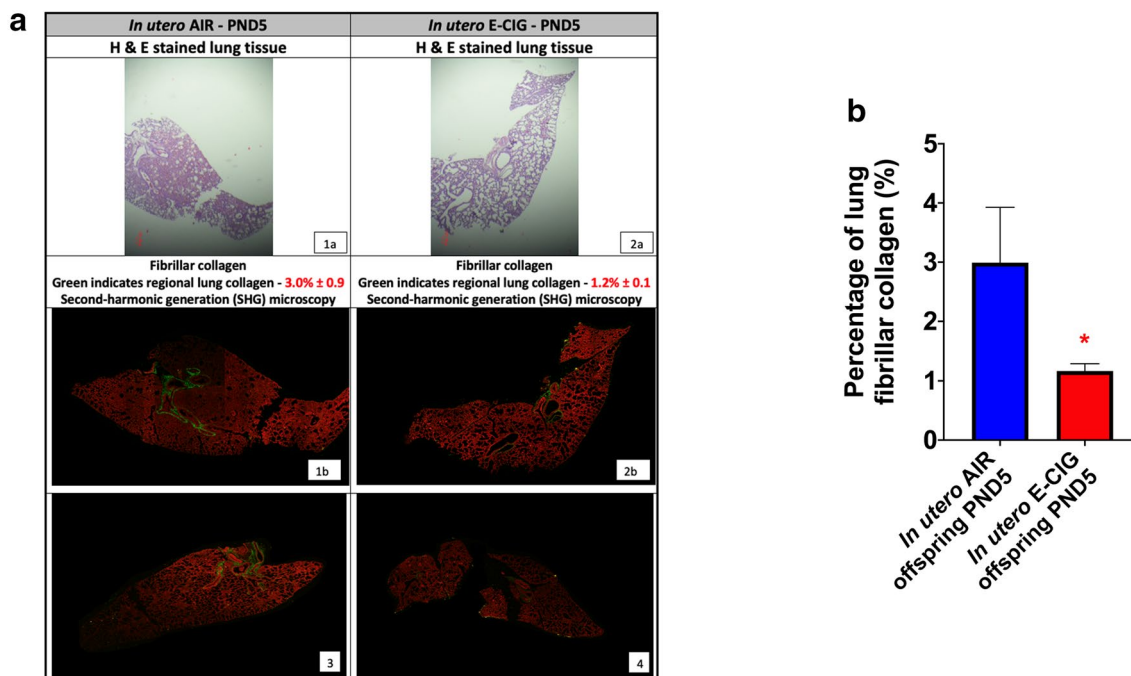 a
In utero AIR - PND5
In utero E-CIG - PND5
H & E stained lung tissue
H & E stained lung tissue
1a
2a
Fibrillar collagen
Green indicates regional lung collagen - 3.0% ± 0.9
Second-harmonic generation (SHG) microscopy
Fibrillar collagen
Green indicates regional lung collagen - 1.2% ± 0.1
Second-harmonic generation (SHG) microscopy
1b
2b
3
4
b
Percentage of lung
fibrillar collagen (%)
5
4
3
2
1
0
*
In utero AIR
offspring PND5
In utero E-CIG
offspring PND5